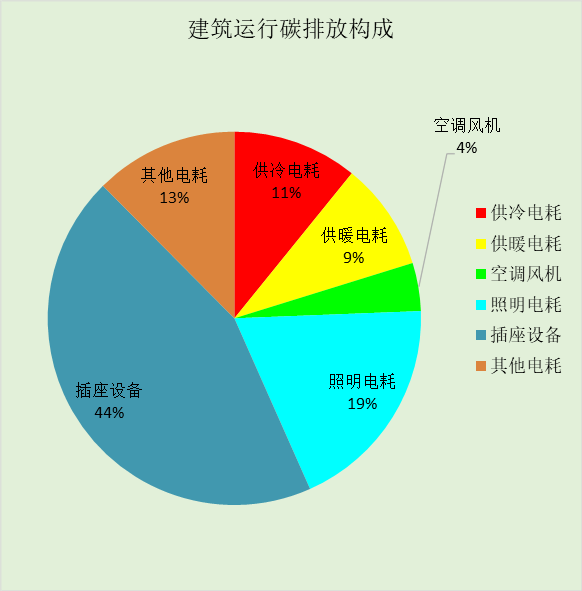 建筑运行碳排放构成
空调风机
4%
供冷电耗
11%
其他电耗
13%
供暖电耗
9%
照明电耗
19%
插座设备
44%
供冷电耗
供暖电耗
空调风机
照明电耗
插座设备
其他电耗